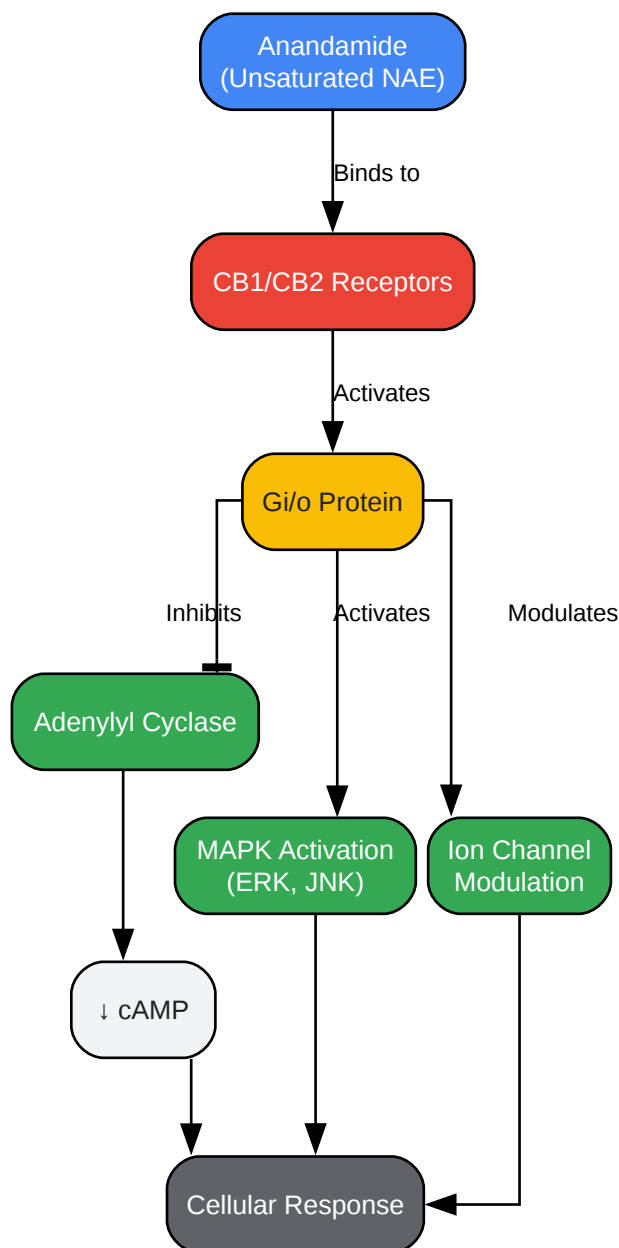 Anandamide
(Unsaturated NAE)
Binds to
CB1/CB2 Receptors
Activates
Gi/o Protein
Inhibits
Activates
Modulates
Adenylyl Cyclase
MAPK Activation
(ERK, JNK)
Ion Channel
Modulation
↓ cAMP
Cellular Response